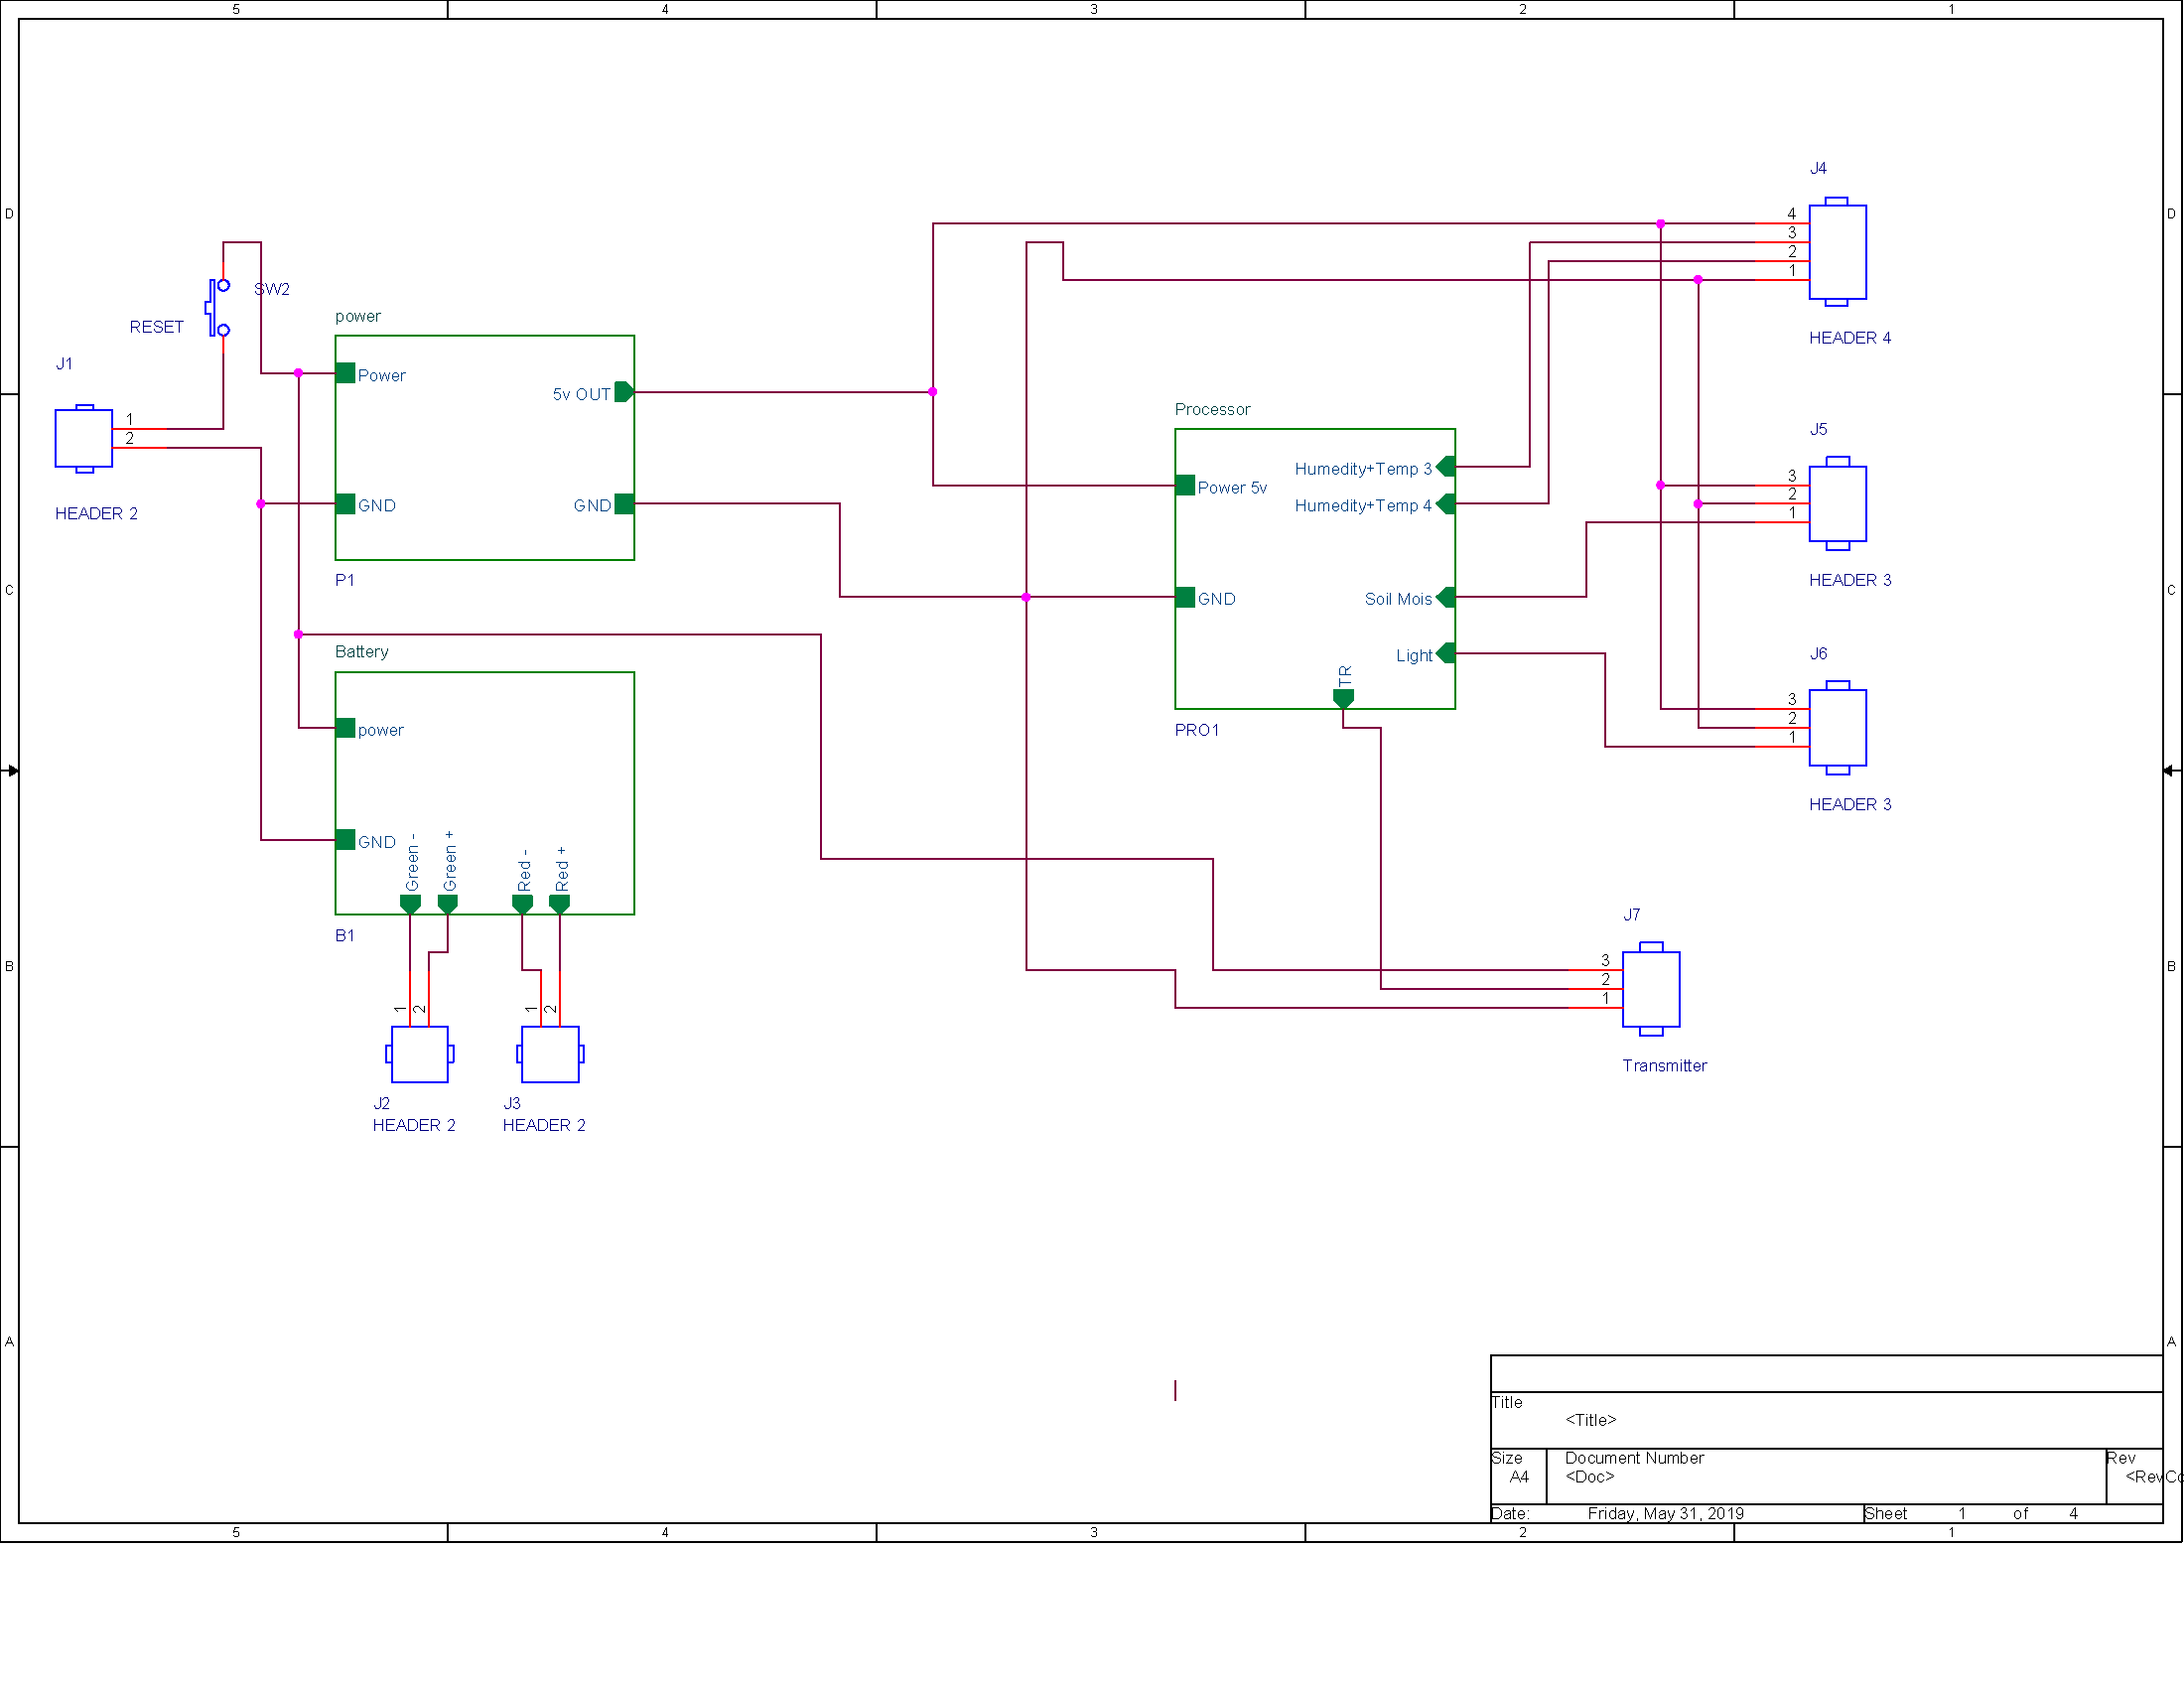 5 4 3 2 1
D D
J4
4
3
2
1
HEADER 4
SW2
RESET
power
Power
5v OUT
GND GND
P1
J1
1
2
HEADER 2
Processor
Humedity+Temp 3
Power 5v
Humedity+Temp 4
GND
Soil Mois
Light
TR
PRO1
J5
3
2
1
HEADER 3
C C
J6
3
2
1
HEADER 3
Battery
power
GND
Green -
Green +
Red -
Red +
B1
B B
1 2
1 2
J2
HEADER 2
J3
HEADER 2
J7
3
2
1
Transmitter
A A
Title
<Title>
Size Document Number Rev
A4 <Doc> <RevCo
Date: Friday, May 31, 2019 Sheet 1 of 4
5 4 3 2 1